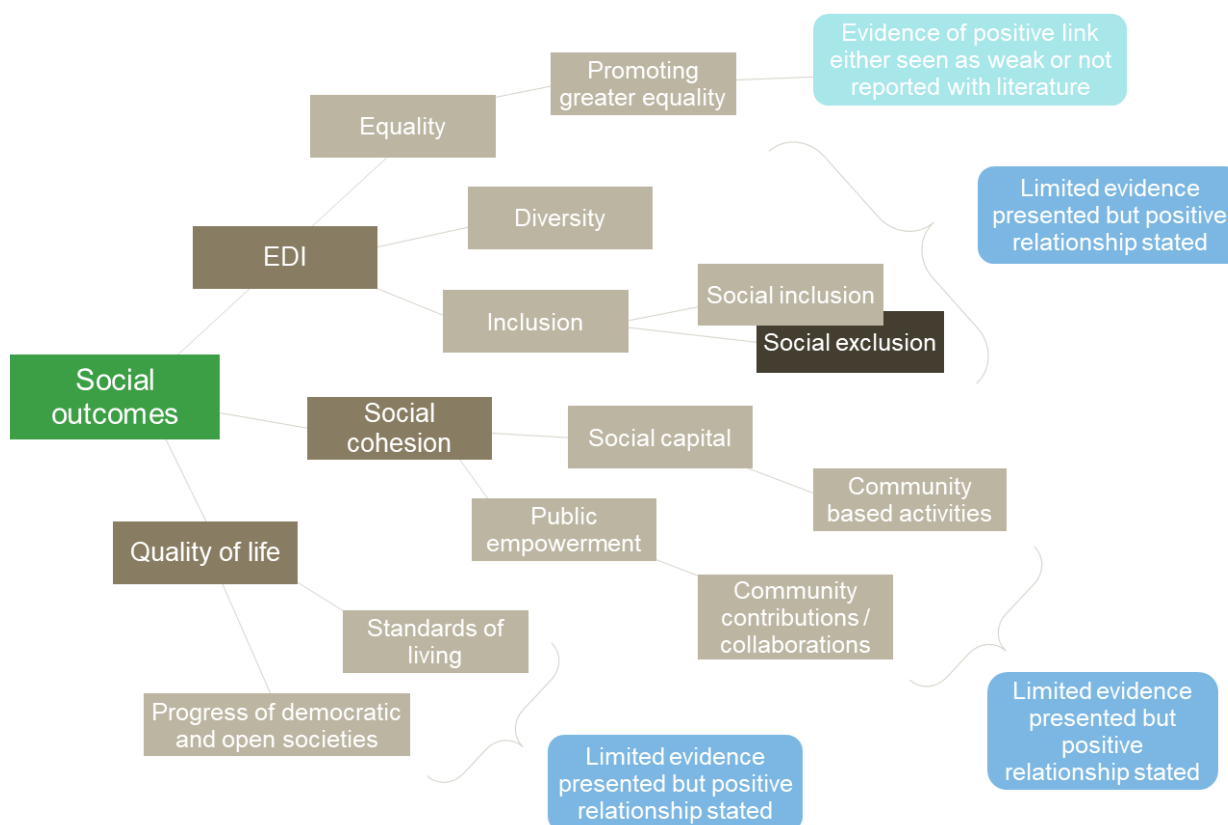 Evidence of positive link
either seen as weak or not
reported with literature
Promoting
greater equality
Equality
Limited evidence
presented but positive
relationship stated
Diversity
EDI
Social inclusion
Inclusion
Social exclusion
Social
outcomes
Social
cohesion
Social capital
Community
based activities
Public
empowerment
Quality of life
Community
contributions /
collaborations
Standards of
living
Progress of democratic
and open societies
Limited evidence
presented but
positive
relationship stated
Limited evidence
presented but positive
relationship stated